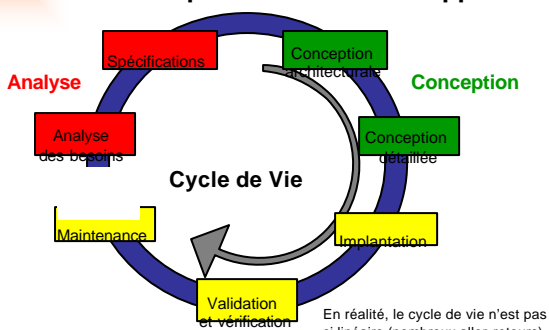 Spécifications
Conception
architecturale
Analyse
Conception
Analyse
des besoins
Conception
détaillée
Cycle de Vie
Maintenance
Implantation
Validation
et vérification
En réalité, le cycle de vie n'est pas